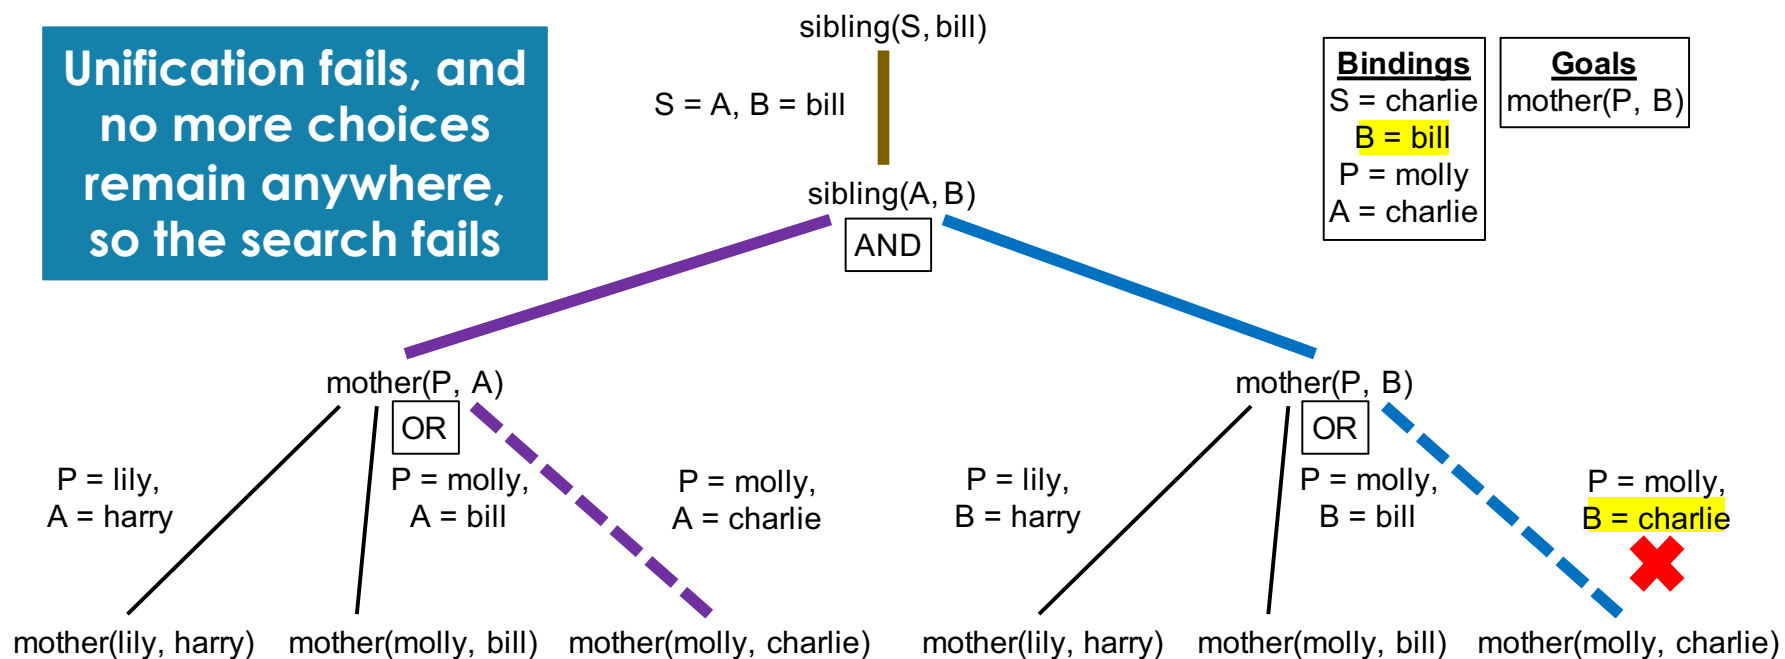 sibling(S, bill)
Unification fails, and
no more choices
remain anywhere,
so the search fails
S = A, B = bill
Bindings
S = charlie
B = bill
P = molly
A = charlie
Goals
mother(P, B)
sibling(A, B)
AND
mother(P, A)
OR
mother(P, B)
OR
P = lily,
A = harry
P = molly,
A = bill
P = molly,
A = charlie
P = lily,
B = harry
P = molly,
B = bill
P = molly,
B = charlie
mother(lily, harry)
mother(molly, bill)
mother(molly, charlie)
mother(lily, harry)
mother(molly, bill)
mother(molly, charlie)